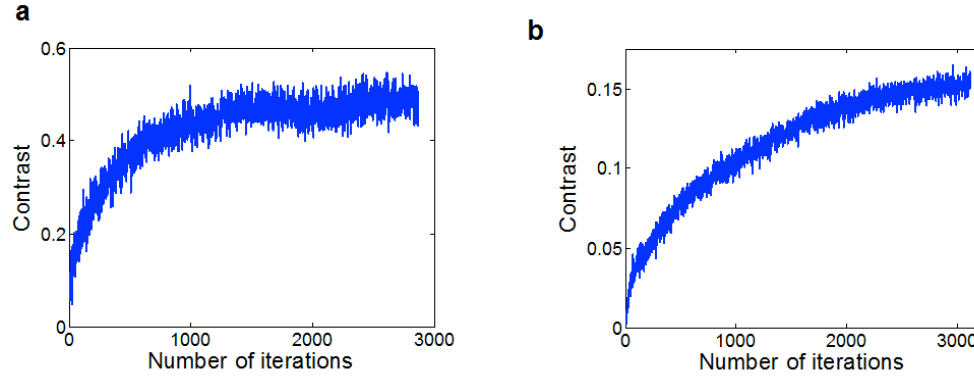 a
0.6
0.4
0.2
0
Contrast
0 1000 2000 3000
Number of iterations
b
0.15
0.1
0.05
0
Contrast
0 1000 2000 3000
Number of iterations